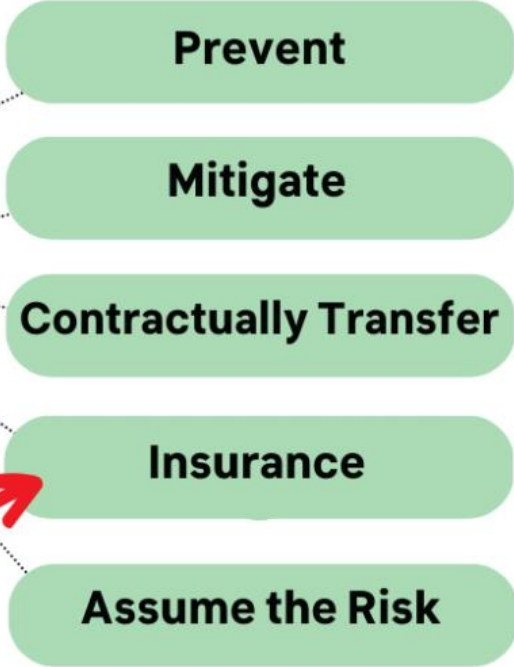 Prevent
Mitigate
Contractually Transfer
Insurance
Assume the Risk